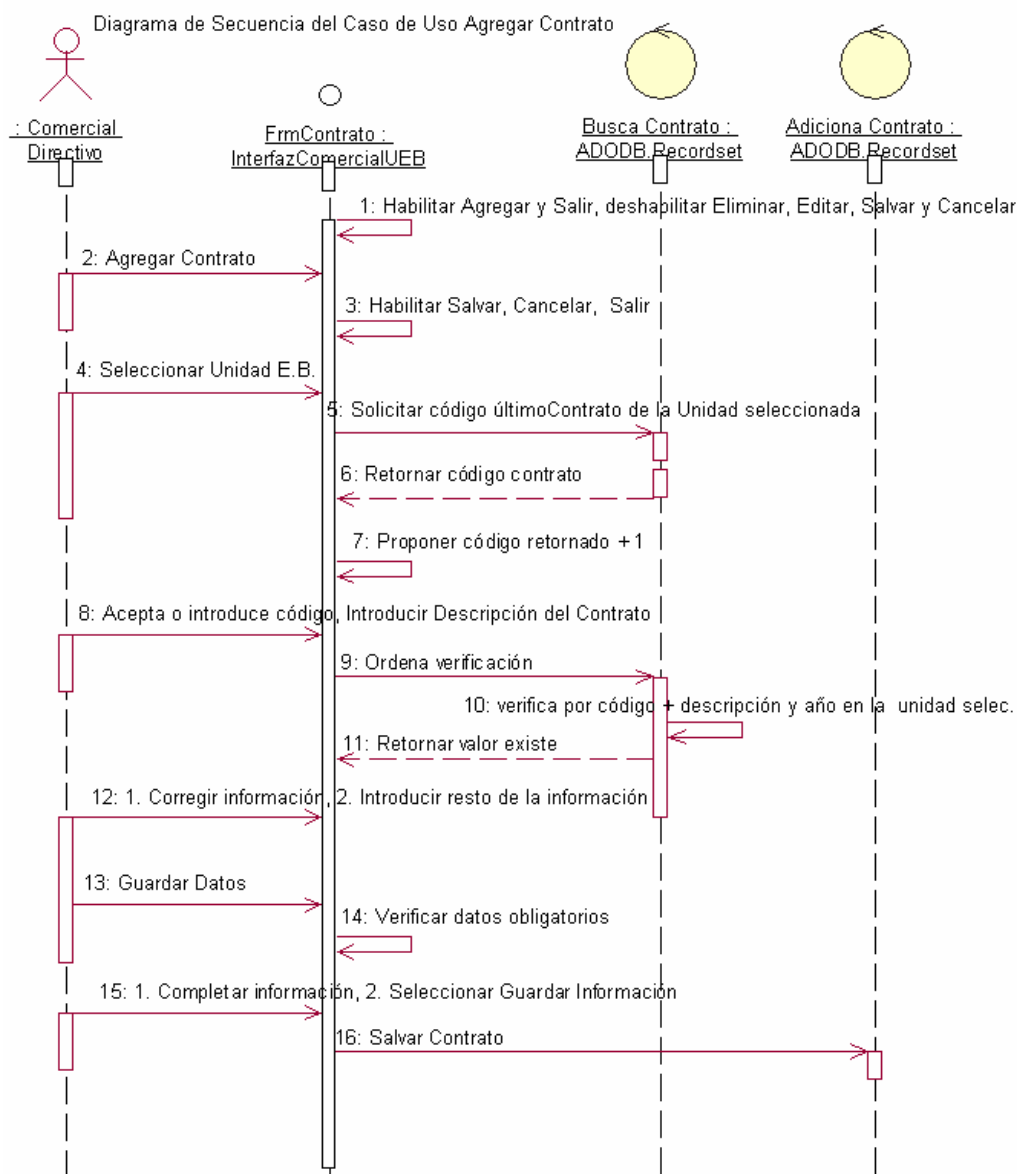 Diagrama de Secuencia del Caso de Uso Agregar Contrato
: Comercial
Directivo
FrmContrato :
InterfazComercialUEB
Busca Contrato :
ADODB.Recordset
Adiciona Contrato :
ADODB.Recordset
1: Habilitar Agregar y Salir, deshabilitar Eliminar, Editar, Salvar y Cancelar
2: Agregar Contrato
3: Habilitar Salvar, Cancelar, Salir
4: Seleccionar Unidad E.B.
5: Solicitar código últimoContrato de la Unidad seleccionada
6: Retornar código contrato
7: Proponer código retornado +1
8: Acepta o introduce código, Introducir Descripción del Contrato
9: Ordena verificación
10: verifica por código + descripción y año en la unidad selec.
11: Retornar valor existe
12: 1. Corregir información, 2. Introducir resto de la información
13: Guardar Datos
14: Verificar datos obligatorios
15: 1. Completar información, 2. Seleccionar Guardar Información
16: Salvar Contrato